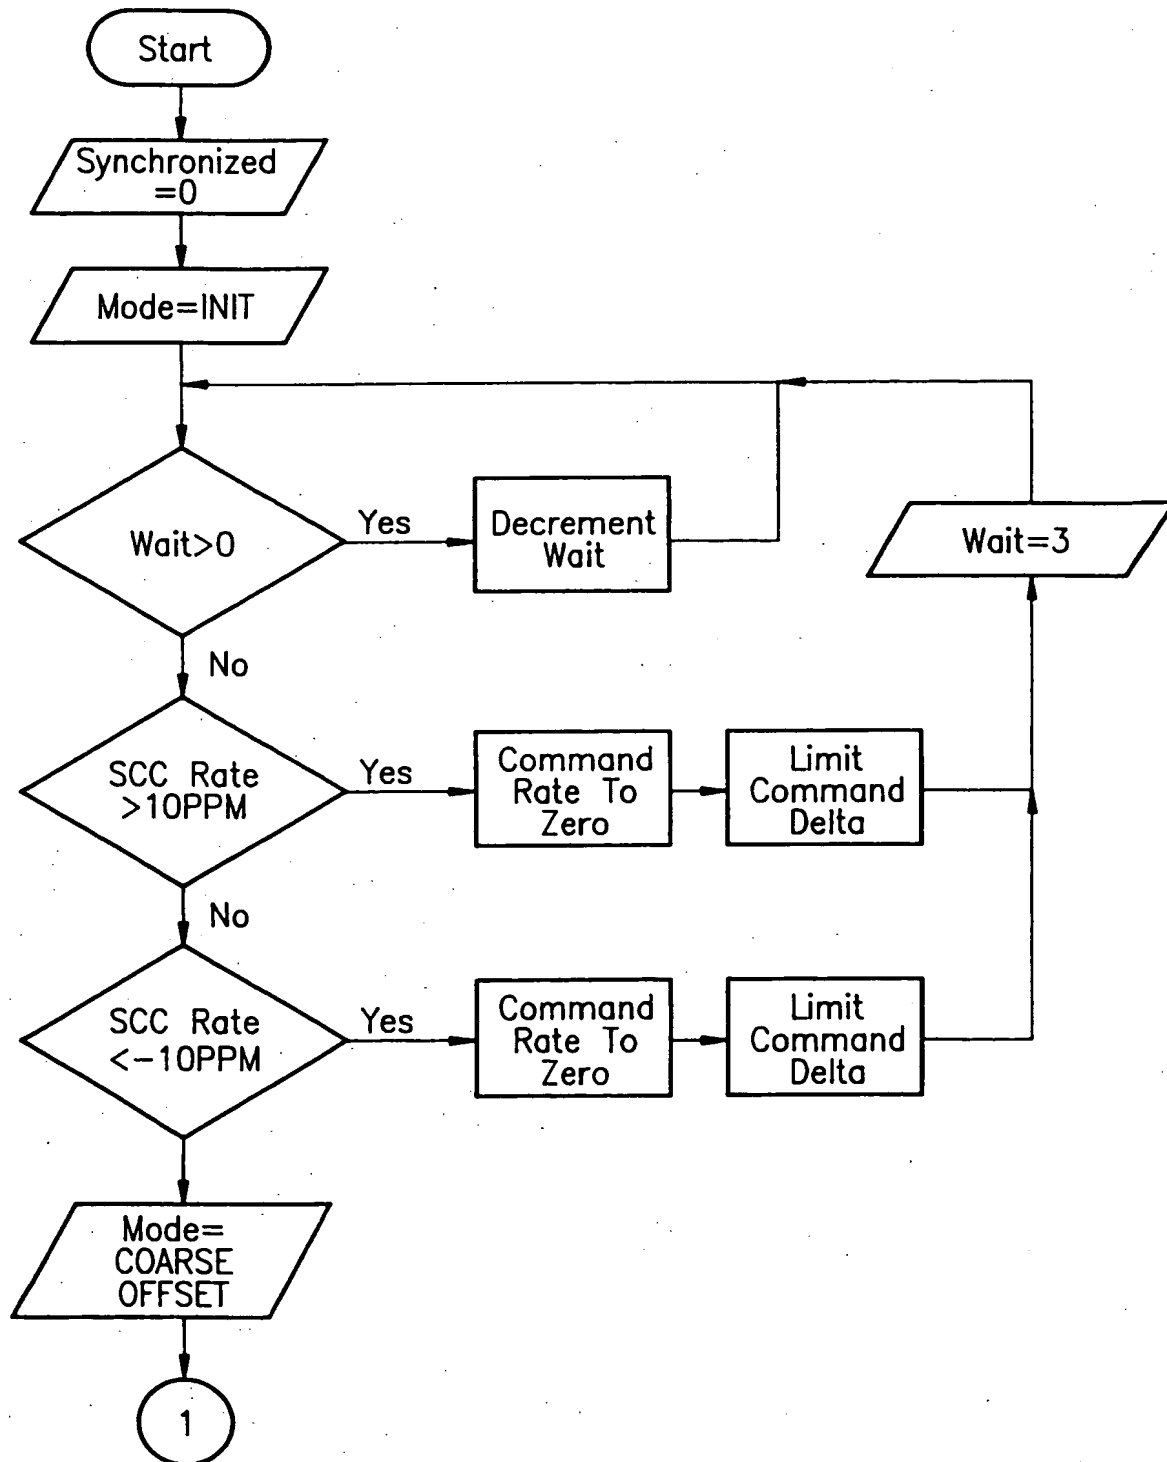 Start
Synchronized
=0
Mode=INIT
Wait>0
Yes
Decrement
Wait
Wait=3
No
SCC Rate
>10PPM
Yes
Command
Rate To
Zero
Limit
Command
Delta
No
SCC Rate
<-10PPM
Yes
Command
Rate To
Zero
Limit
Command
Delta
Mode=
COARSE
OFFSET
1